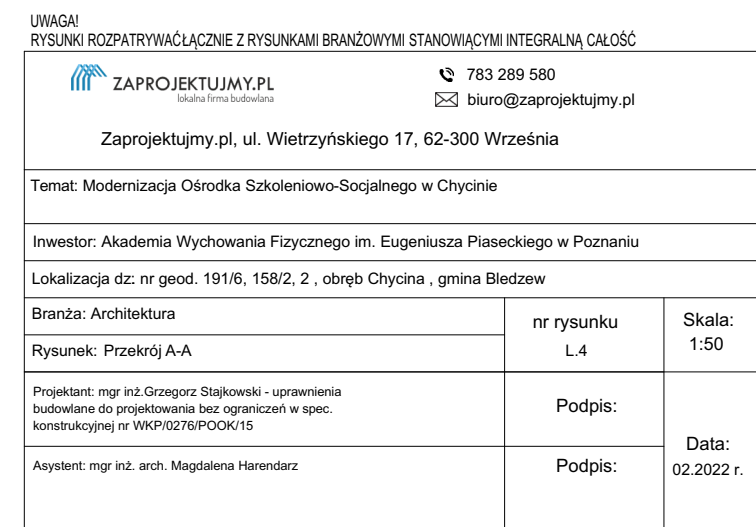 UWAGA!
RYSUNKI ROZPATRYWAĆ ŁĄCZNIE Z RYSUNKAMI BRANŻOWYMI STANOWIĄCYMI INTEGRALNĄ CAŁOŚĆ
ZAPROJEKTUJMY.PL
lokalna firma budowlana
783 289 580
biuro@zaprojektujmy.pl
Zaprojektujmy.pl, ul. Wietrzyńskiego 17, 62-300 Września
Temat: Modernizacja Ośrodka Szkoleniowo-Socjalnego w Chycinie
Inwestor: Akademia Wychowania Fizycznego im. Eugeniusza Piaseckiego w Poznaniu
Lokalizacja dz: nr geod. 191/6, 158/2, 2 , obręb Chycina , gmina Bledzew
Branża: Architektura
Rysunek: Przekrój A-A
nr rysunku
L.4
Skala:
1:50
Projektant: mgr inż.Grzegorz Stajkowski - uprawnienia
budowlane do projektowania bez ograniczeń w spec.
konstrukcyjnej nr WKP/0276/POOK/15
Podpis:
Asystent: mgr inż. arch. Magdalena Harendarz
Podpis:
Data:
02.2022 r.